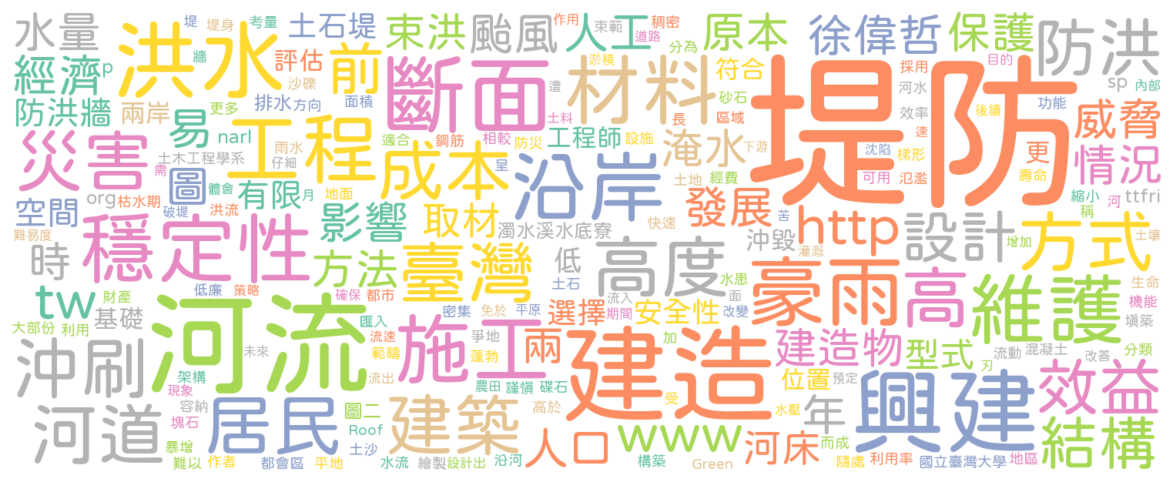 水量
洪水
前
土石堤
評估
堤
堤身
考量
牆
沙礫
束洪
颱風
作用
束範
淤積
人工
道路
稠密
分為
原本
徐偉哲
保護
防洪
經濟
p
防洪牆
兩岸
更多
排水
方向
面積
斷面
遭
土料
材料
符合
砂石
長
區域
採用
河水
效率
速
目的
後續
功能
sp
內部
威脅
災害
易
narl
工程
雨水
仔細
適合
鋼筋
相較
防災
工程師
設施
淹水
下游
堤防
沈陷
梯形
可用
氾濫
更
壽命
情況
土木工程學系
需
圖
成本
沿岸
土地
經費
縮小
ttfri
稱
河
org
枯水期
體會
有限
月
地面
呈
發展
空間
破堤
洪流
影響
取材
濁水溪水底寮
快速
苦
http
設計
方式
土壤
難易度
時
穩定性
方法
臺灣
低
高度
沖毀
灌溉
增加
水患
豪雨
高
維護
生命
機能
tw
財產
低廉
策略
確保
都市
密集
免於
平原
土石
流入
期間
面
改變
選擇
安全性
填築
大部份
利用
基礎
河流
匯入
流速
範疇
爭地
蓬勃
施工
兩
加
建造
建造物
型式
流動
混凝土
改善
分類
沖刷
未來
架構
現象
流出
農田
謹慎
碟石
受
位置
預定
刃
效益
河道
容納
塊石
居民
圖二
Roof
建築
高於
人口
www
水壓
年
興建
結構
暴增
難以
作者
都會區
平地
土沙
水流
繪製
設計出
沿河
構築
Green
河床
而成
隨處
利用率
國立臺灣大學
地區